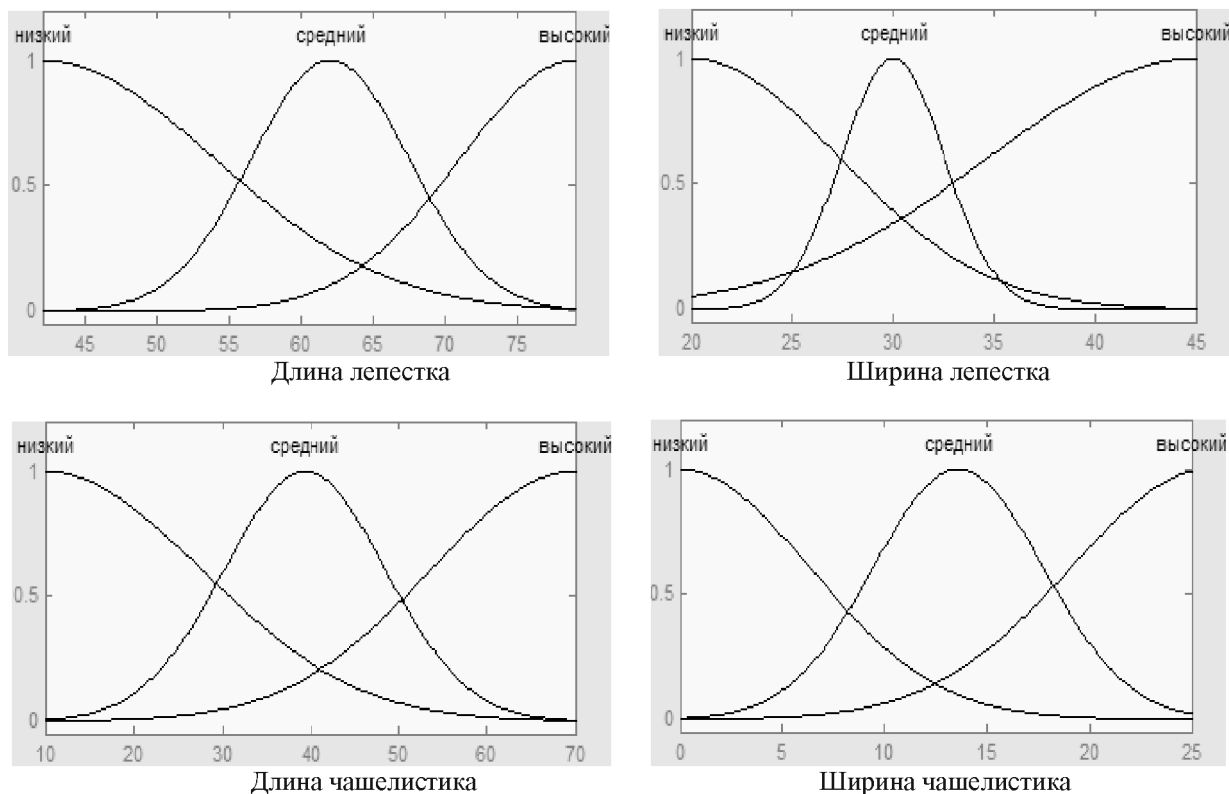 низкий средний высокий
1
0.5
0
45 50 55 60 65 70 75
Длина лепестка
низкий средний высокий
1
0.5
0
20 25 30 35 40 45
Ширина лепестка
низкий средний высокий
1
0.5
0
10 20 30 40 50 60 70
Длина чашелистика
низкий средний высокий
1
0.5
0
0 5 10 15 20 25
Ширина чашелистика